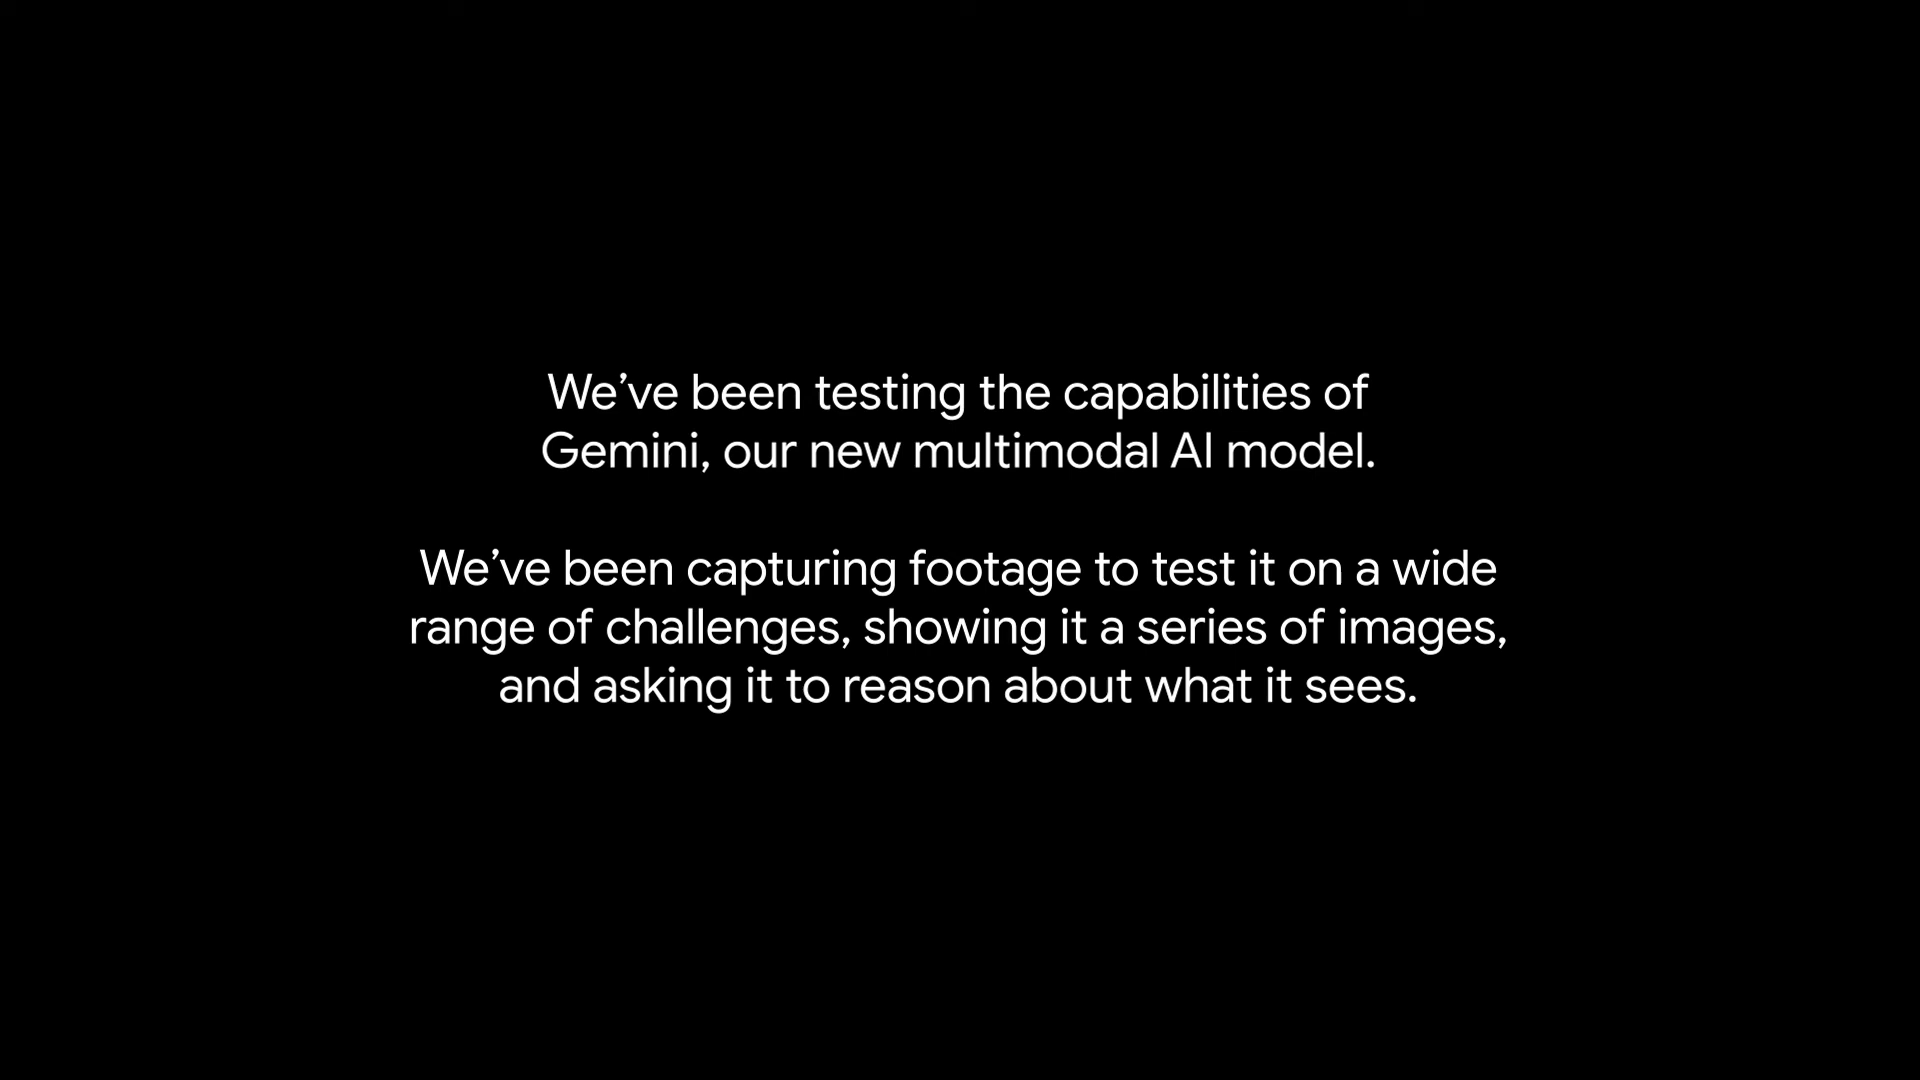 We’ve been testing the capabilities of
Gemini, our new multimodal AI model.
We’ve been capturing footage to test it on a wide
range of challenges, showing it a series of images,
and asking it to reason about what it sees.